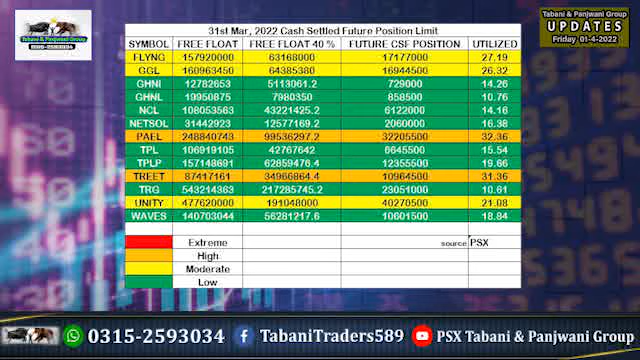 Tabani & Panjwani Group
0315-2593034
Tabani & Panjwani Group
UPDATES
Friday 01-4-2022
31st Mar, 2022 Cash Settled Future Position Limit
SYMBOL FREE FLOAT FREE FLOAT 40 % FUTURE CSF POSITION UTILIZED
FLYNG 157920000 63168000 17177000 27.19
GGL 160963450 64385380 16944500 26.32
GHNI 12782653 5113061.2 729000 14.26
GHNL 19950875 7980350 858500 10.76
NCL 108053563 43221425.2 6122000 14.16
NETSOL 31442923 12577169.2 2060000 16.38
PAEL 248840743 99536297.2 32205500 32.36
TPL 106919105 42767642 6645500 15.54
TPLP 157148691 62859476.4 12355500 19.66
TREET 87417161 34966864.4 10964500 31.36
TRG 543214363 217285745.2 23051000 10.61
UNITY 477620000 191048000 40270500 21.08
WAVES 140703044 56281217.6 10601500 18.84
Extreme source PSX
High
Moderate
Low
0315-2593034 TabaniTraders589 PSX Tabani & Panjwani Group